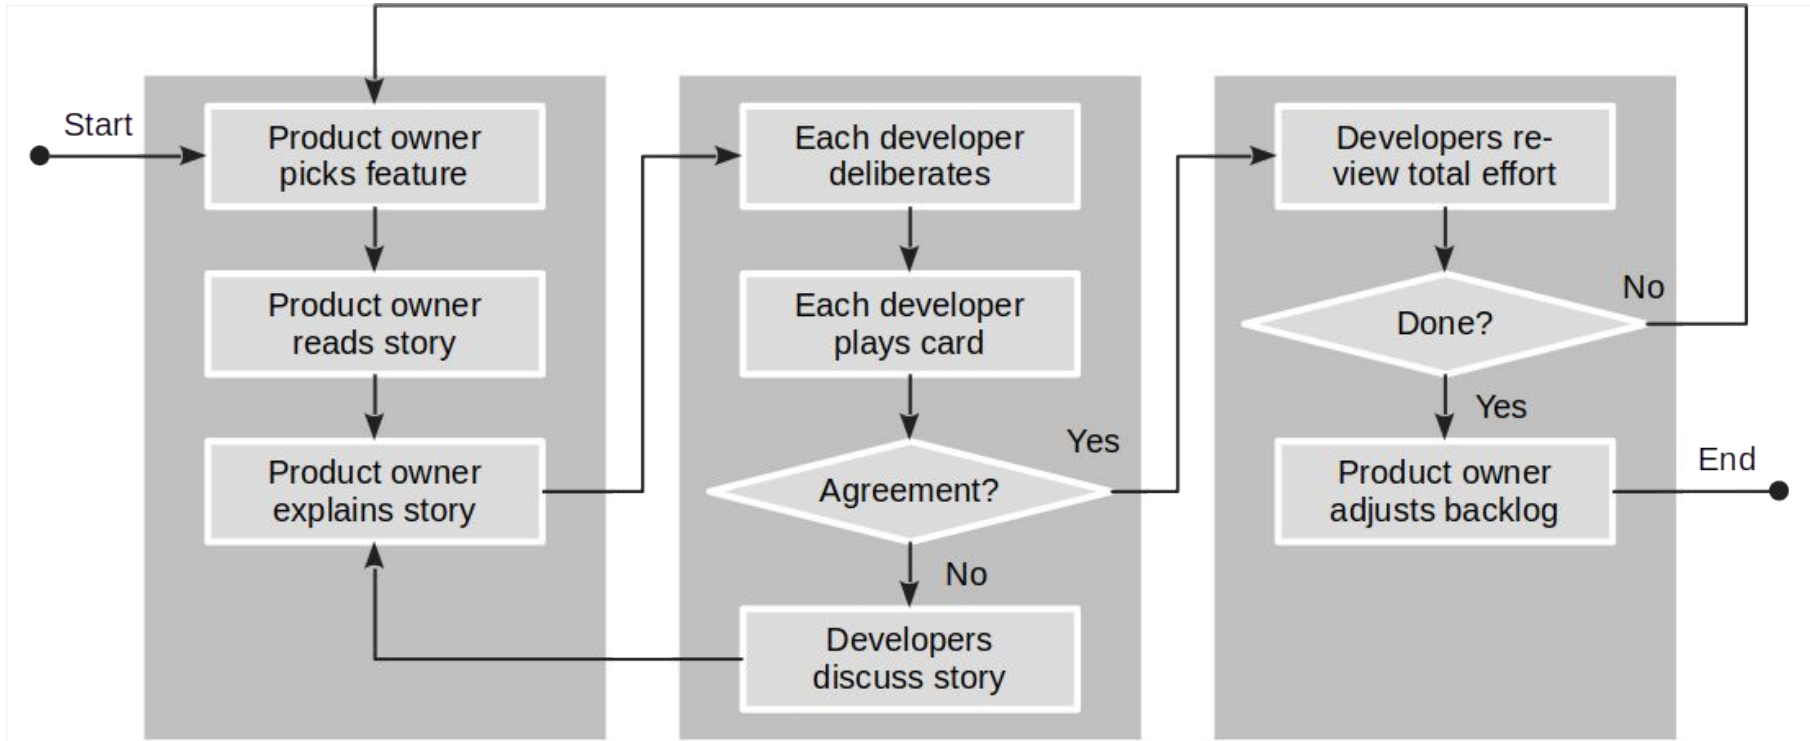 Start
Product owner
picks feature
Product owner
reads story
Product owner
explains story
Each developer
deliberates
Each developer
plays card
Agreement?
Yes
No
Developers
discuss story
Developers re-
view total effort
Done?
No
Yes
Product owner
adjusts backlog
End